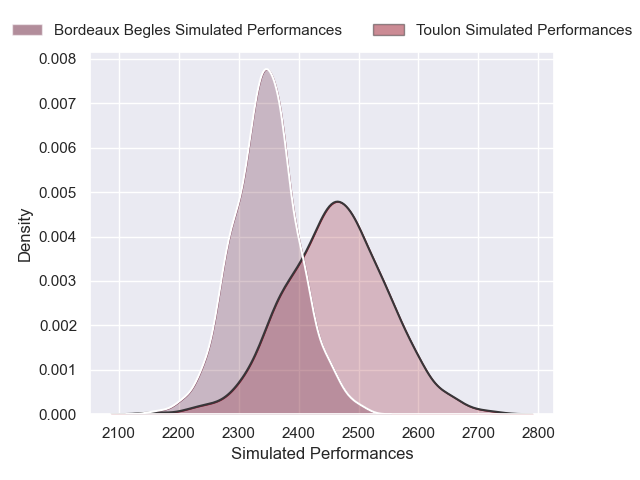 Bordeaux Begles Simulated Performances
Toulon Simulated Performances
0.008
0.007
0.006
0.005
0.004
0.003
0.002
0.001
0.000
Density
2100 2200 2300 2400 2500 2600 2700 2800
Simulated Performances